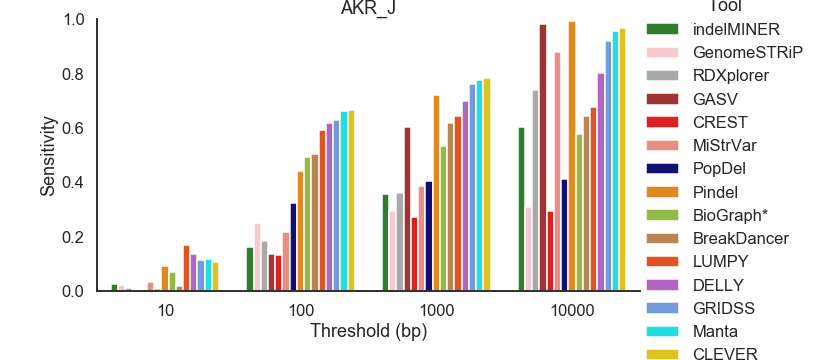 AKR_J
Tool
1.0
0.8
0.6
0.4
0.2
0.0
Sensitivity
10
100
1000
10000
Threshold (bp)
indelMINER
GenomeSTRiP
RDXplorer
GASV
CREST
MiStrVar
PopDel
Pindel
BioGraph*
BreakDancer
LUMPY
DELLY
GRIDSS
Manta
CLEVER